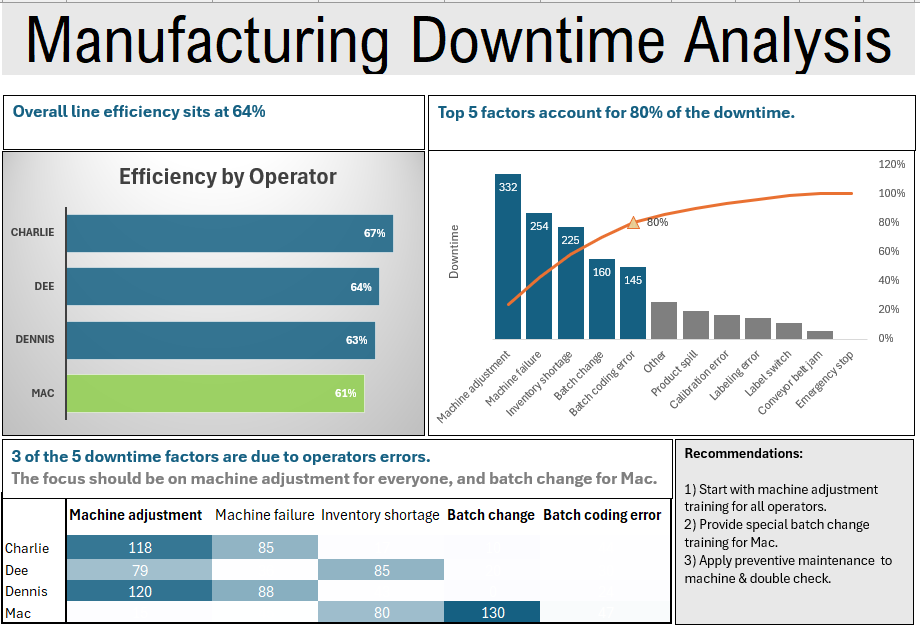 Manufacturing Downtime Analysis
Overall line efficiency sits at 64%
Top 5 factors account for 80% of the downtime.
Efficiency by Operator
CHARLIE
67%
DEE
64%
DENNIS
63%
MAC
61%
Downtime
332
254
225
160
145
80%
120%
100%
80%
60%
40%
20%
0%
Machine adjustment
Machine failure
Inventory shortage
Batch change
Batch coding error
Other
Product spill
Calibration error
Labeling error
Label switch
Conveyor belt jam
Emergency stop
3 of the 5 downtime factors are due to operators errors.
The focus should be on machine adjustment for everyone, and batch change for Mac.
Machine adjustment Machine failure Inventory shortage Batch change Batch coding error
Charlie 118 85
Dee 79 85
Dennis 120 88
Mac 80 130
Recommendations:
1) Start with machine adjustment
training for all operators.
2) Provide special batch change
training for Mac.
3) Apply preventive maintenance to
machine & double check.